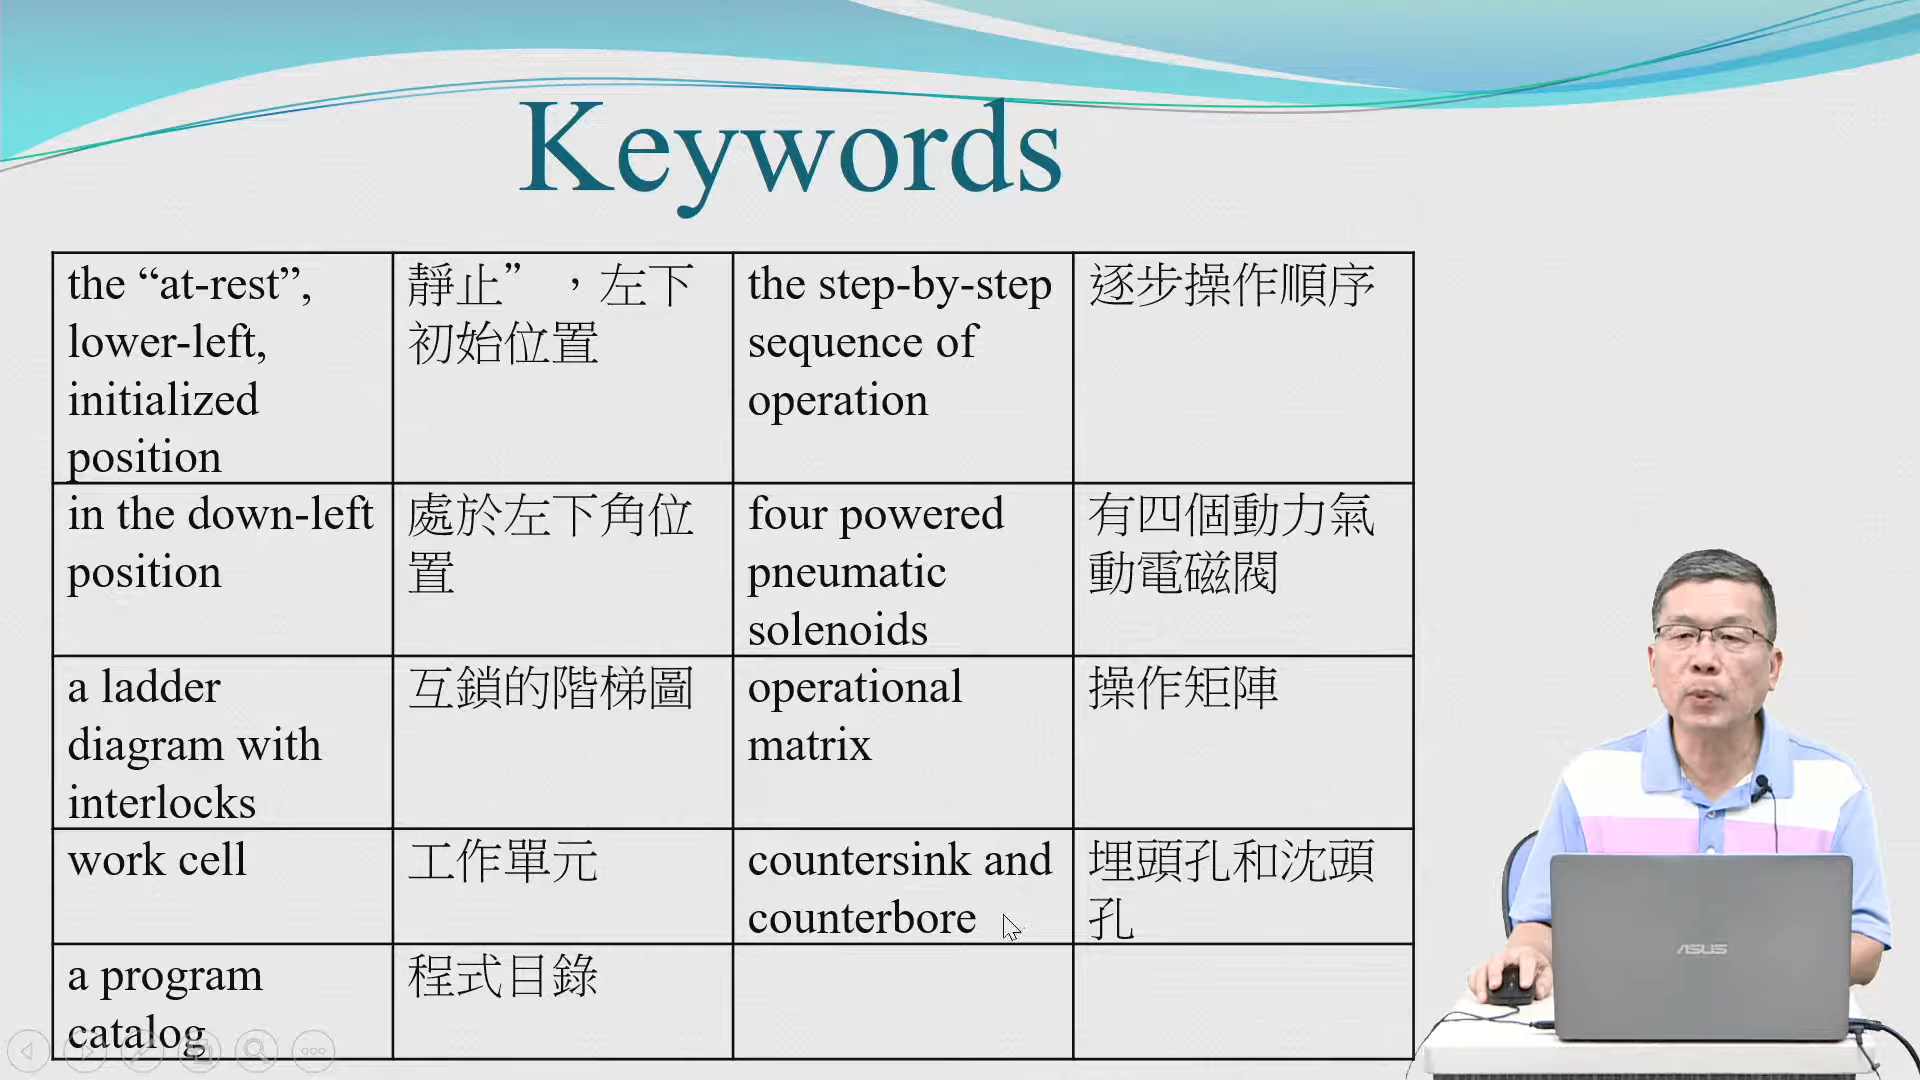 Keywords
the “at-rest”,
lower-left,
initialized
position
靜止”，左下
初始位置
the step-by-step
sequence of
operation
逐步操作順序
in the down-left
position
處於左下角位
置
four powered
pneumatic
solenoids
有四個動力氣
動電磁閥
a ladder
diagram with
interlocks
互鎖的階梯圖
operational
matrix
操作矩陣
work cell
工作單元
countersink and
counterbore
埋頭孔和沈頭
孔
a program
catalog
程式目錄
ASUS